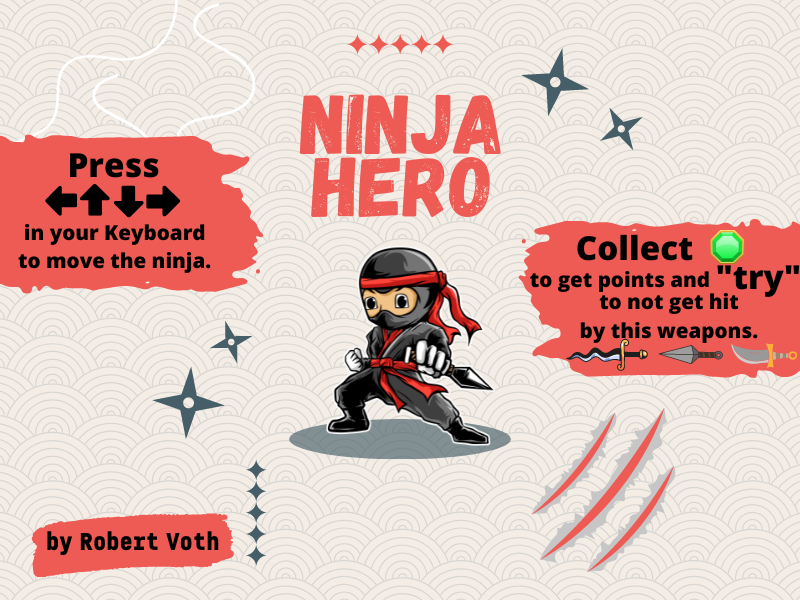 NINJA
HERO
Press
in your Keyboard
to move the ninja.
Collect
to get points and "try"
to not get hit
by this weapons.
by Robert Voth